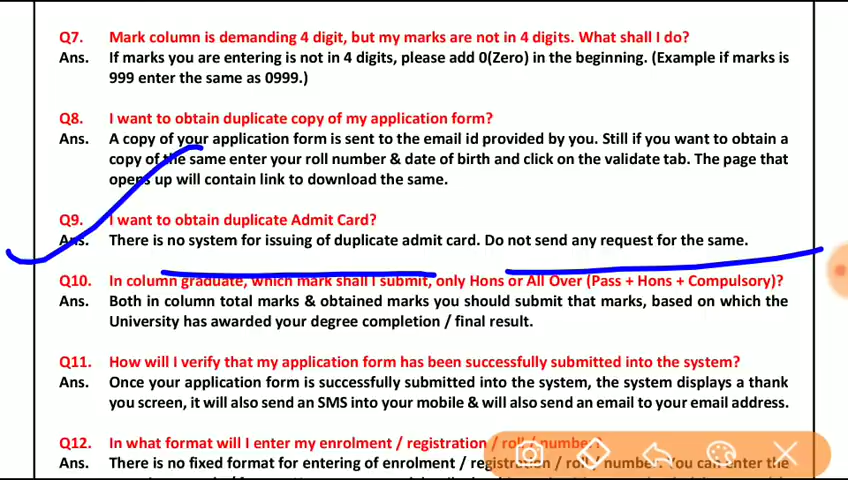 Q7. Mark column is demanding 4 digit, but my marks are not in 4 digits. What shall I do?
Ans. If marks you are entering is not in 4 digits, please add 0(Zero) in the beginning. (Example if marks is
999 enter the same as 0999.)
Q8. I want to obtain duplicate copy of my application form?
Ans. A copy of your application form is sent to the email id provided by you. Still if you want to obtain a
copy of the same enter your roll number & date of birth and click on the validate tab. The page that
opens up will contain link to download the same.
Q9. I want to obtain duplicate Admit Card?
Ans. There is no system for issuing of duplicate admit card. Do not send any request for the same.
Q10. In column graduate, which mark shall I submit, only Hons or All Over (Pass + Hons + Compulsory)?
Ans. Both in column total marks & obtained marks you should submit that marks, based on which the
University has awarded your degree completion / final result.
Q11. How will I verify that my application form has been successfully submitted into the system?
Ans. Once your application form is successfully submitted into the system, the system displays a thank
you screen, it will also send an SMS into your mobile & will also send an email to your email address.
Q12. In what format will I enter my enrolment / registration / roll / number?
Ans. There is no fixed format for entering of enrolment / registration / roll / number. You can enter the